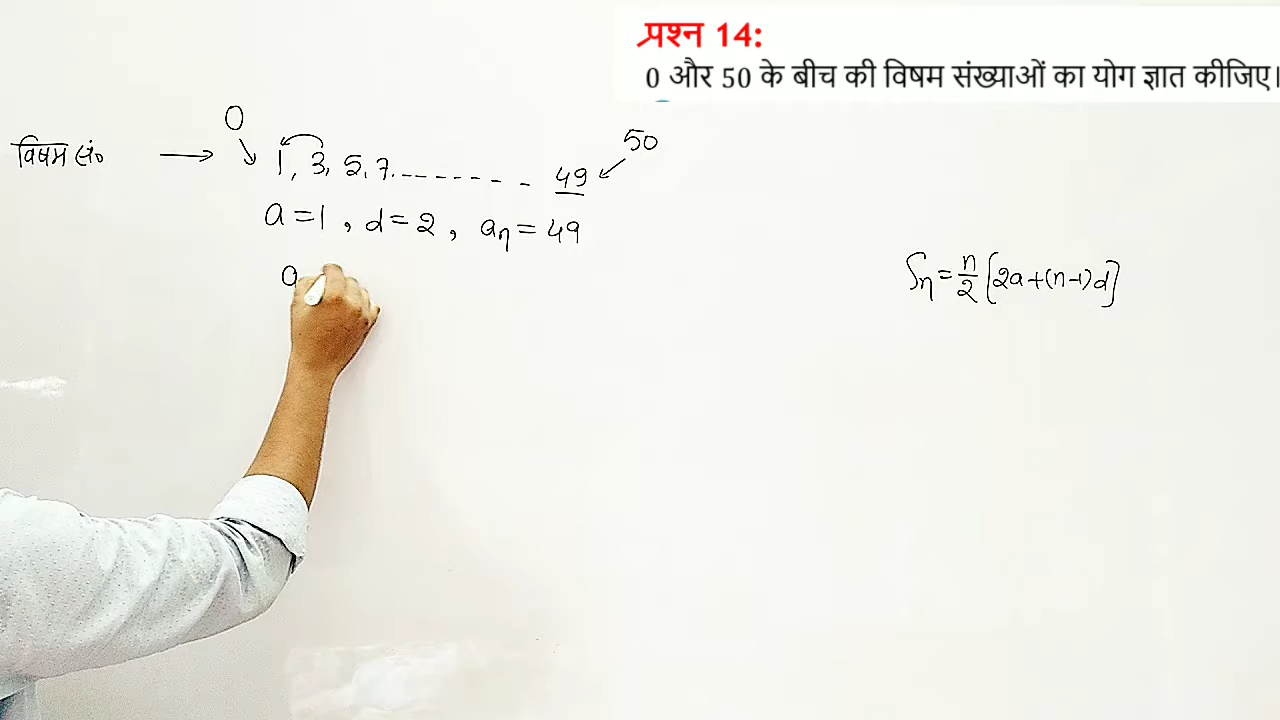 प्रश्न 14:
0 और 50 के बीच की विषम संख्याओं का योग ज्ञात कीजिए।
0
50
विषम सं० → 1, 3, 5, 7. ------- 49
a = 1, d = 2, aₙ = 49
a
Sₙ = n/2 [2a+(n-1)d]